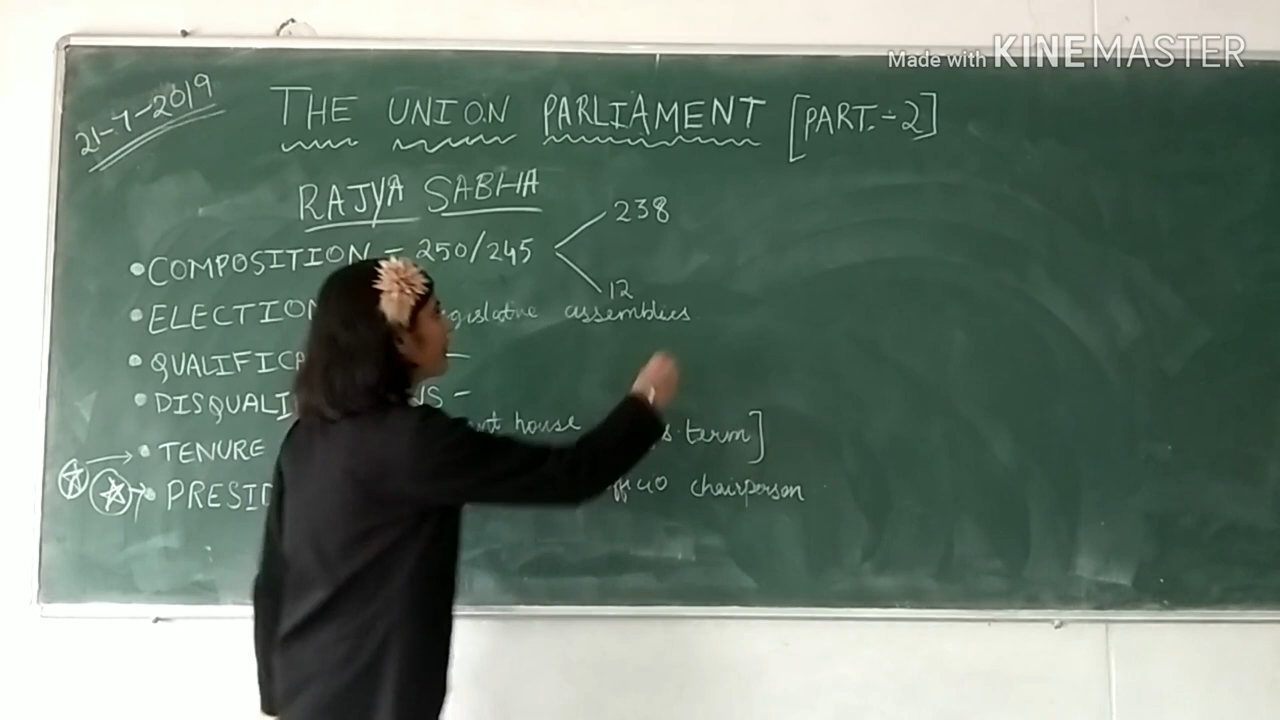 Made with KINEMASTER
21-7-2019
THE UNION PARLIAMENT [PART.-2]
RAJYA SABHA
238
• COMPOSITION - 250/245
12
• ELECTION assemblies
• QUALIFICA –
• DISQUALI NS –
• TENURE house term]
• PRESID chairperson